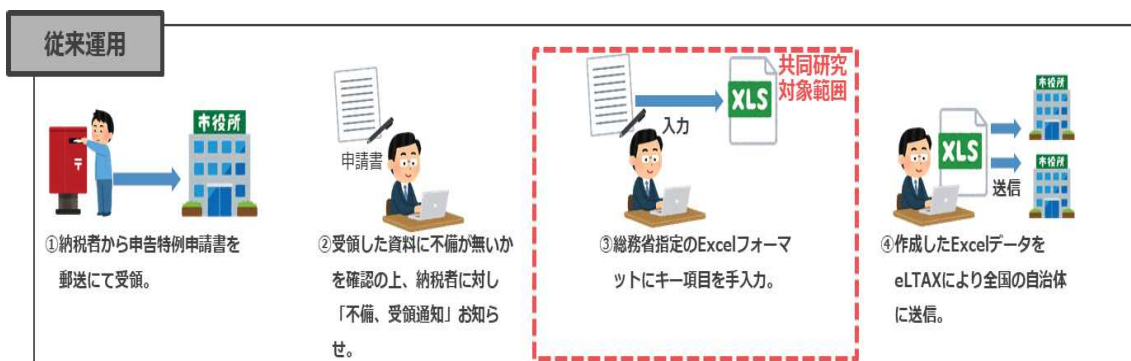 従来運用
市役所
①納税者から申告特例申請書を
郵送にて受領。
申請書
②受領した資料に不備が無いか
を確認の上、納税者に対し
「不備、受領通知」お知ら
せ。
共同研究
対象範囲
XLS
入力
③総務省指定のExcelフォーマ
ットにキー項目を手入力。
市役所
XLS
市役所
送信
④作成したExcelデータを
eLTAXにより全国の自治体
に送信。